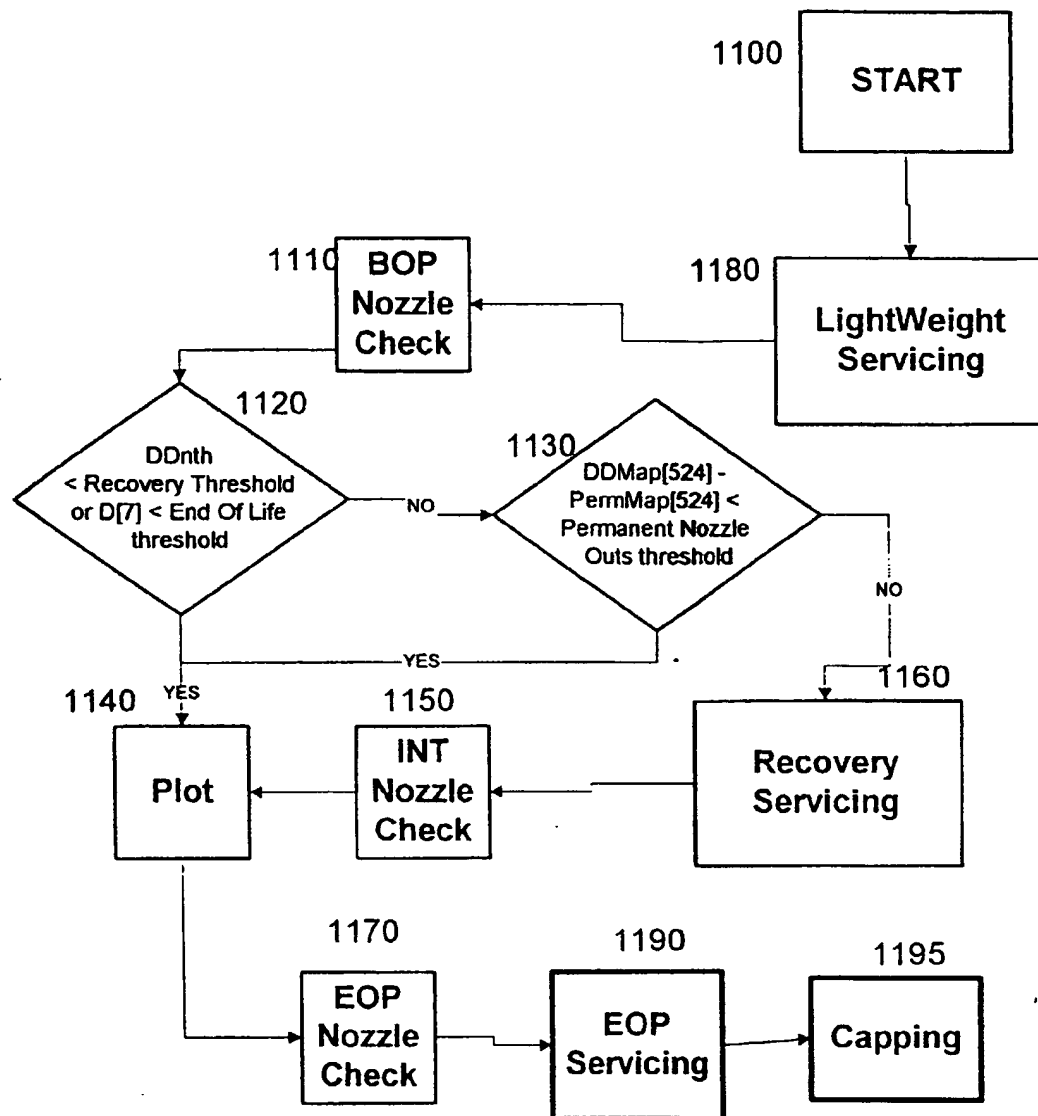 1100
START
1110
BOP
Nozzle
Check
1180
LightWeight
Servicing
1120
DDnth
< Recovery Threshold
or D[7] < End Of Life
threshold
NO
1130
DDMap[524] -
PermMap[524] <
Permanent Nozzle
Outs threshold
NO
YES
YES
1140
Plot
1150
INT
Nozzle
Check
1160
Recovery
Servicing
1170
EOP
Nozzle
Check
1190
EOP
Servicing
1195
Capping